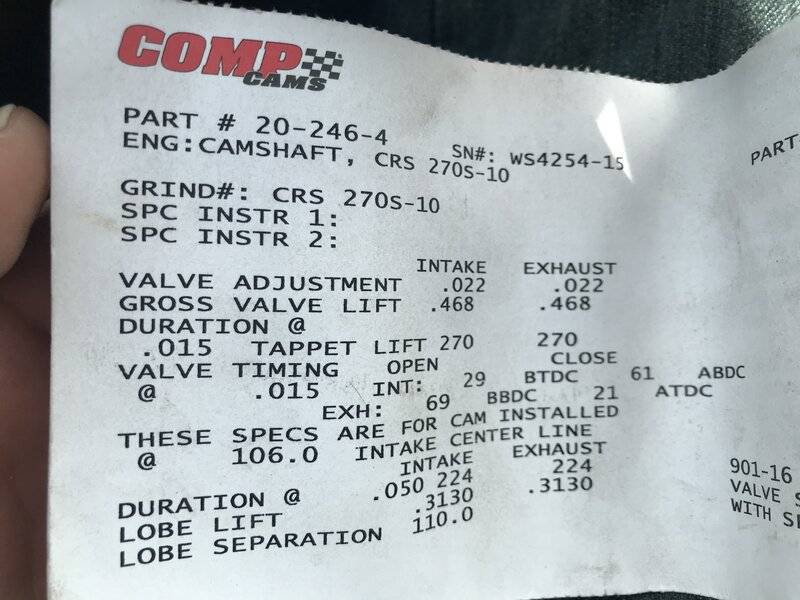 COMP CAMS
PART # 20-246-4 SN#: WS4254-15
ENG:CAMSHAFT, CRS 270S-10
GRIND#: CRS 270S-10
SPC INSTR 1:
SPC INSTR 2:
INTAKE EXHAUST
VALVE ADJUSTMENT .022 .022
GROSS VALVE LIFT .468 .468
DURATION @
.015 TAPPET LIFT 270 270
VALVE TIMING OPEN CLOSE
@ .015 INT: 29 BTDC 61 ABDC
EXH: 69 BBDC 21 ATDC
THESE SPECS ARE FOR CAM INSTALLED
@ 106.0 INTAKE CENTER LINE
INTAKE EXHAUST
DURATION @ .050 224 224
LOBE LIFT .3130 .3130
LOBE SEPARATION 110.0
PART
901-16
VALVE S
WITH